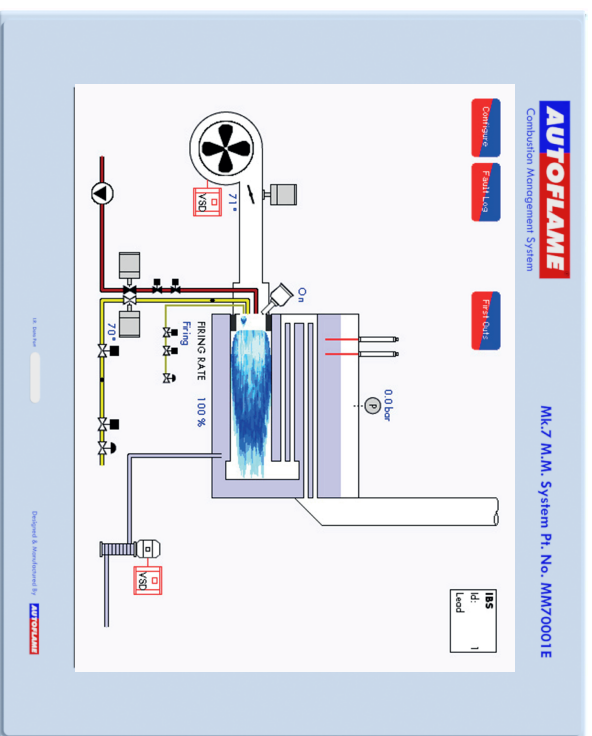 AUTOFLAME
Combustion Management System
Mk.7 M.M. System Pt. No. MM70001E
Configure
Fault Log
First Outs
IBS
Id: 1
Lead
0.0 bar
P
On
71°
VSD
FIRING RATE 100 %
Firing
70°
VSD
Designed & Manufactured By AUTOFLAME